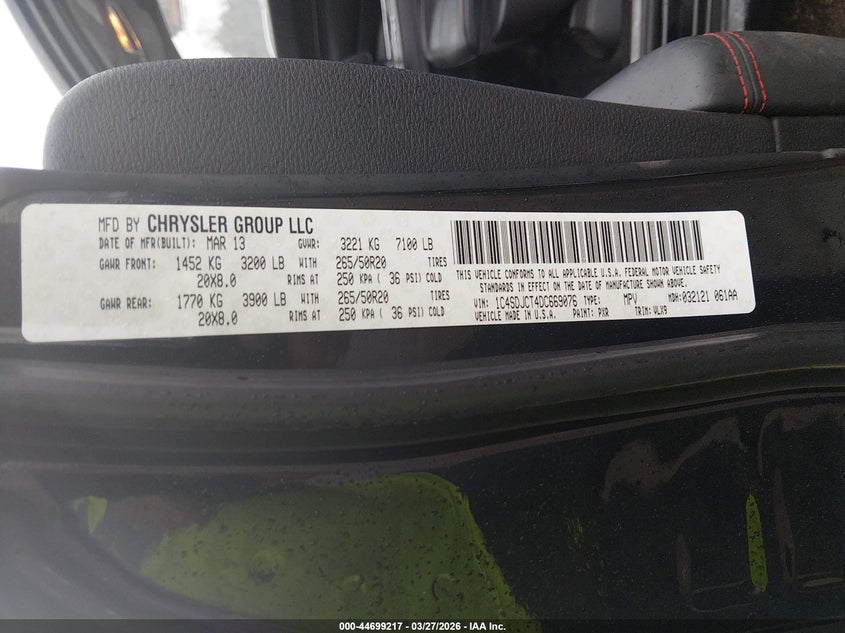 MFD BY CHRYSLER GROUP LLC
DATE OF MFR(BUILT): MAR 13 GVWR: 3221 KG 7100 LB
GAWR FRONT: 1452 KG 3200 LB WITH 265/50R20 TIRES
20X8.0 RIMS AT 250 KPA ( 36 PSI) COLD
GAWR REAR: 1770 KG 3900 LB WITH 265/50R20 TIRES
20X8.0 RIMS AT 250 KPA ( 36 PSI) COLD
THIS VEHICLE CONFORMS TO ALL APPLICABLE U.S.A. FEDERAL MOTOR VEHICLE SAFETY
STANDARDS IN EFFECT ON THE DATE OF MANUFACTURE SHOWN ABOVE.
VIN: 1C4SDJCT4DC669076 TYPE: MPV MDH: 032121 061AA
VEHICLE MADE IN U.S.A. PAINT: PXR TRIM: VLX9
000-44699217 - 03/27/2026 - IAA Inc.